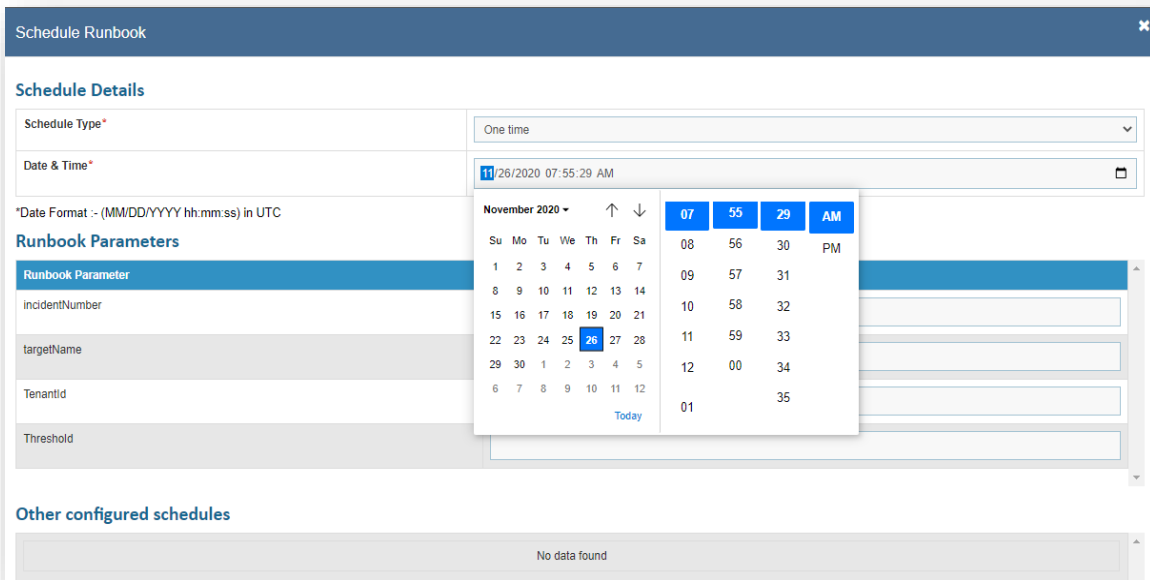 Schedule Runbook
Schedule Details
Schedule Type*
One time
Date & Time*
11/26/2020 07:55:29 AM
*Date Format :- (MM/DD/YYYY hh:mm:ss) in UTC
November 2020
Su Mo Tu We Th Fr Sa
1 2 3 4 5 6 7
8 9 10 11 12 13 14
15 16 17 18 19 20 21
22 23 24 25 26 27 28
29 30 1 2 3 4 5
6 7 8 9 10 11 12
Today
07 55 29 AM
08 56 30 PM
09 57 31
10 58 32
11 59 33
12 00 34
01 35
Runbook Parameters
Runbook Parameter
incidentNumber
targetName
TenantId
Threshold
Other configured schedules
No data found